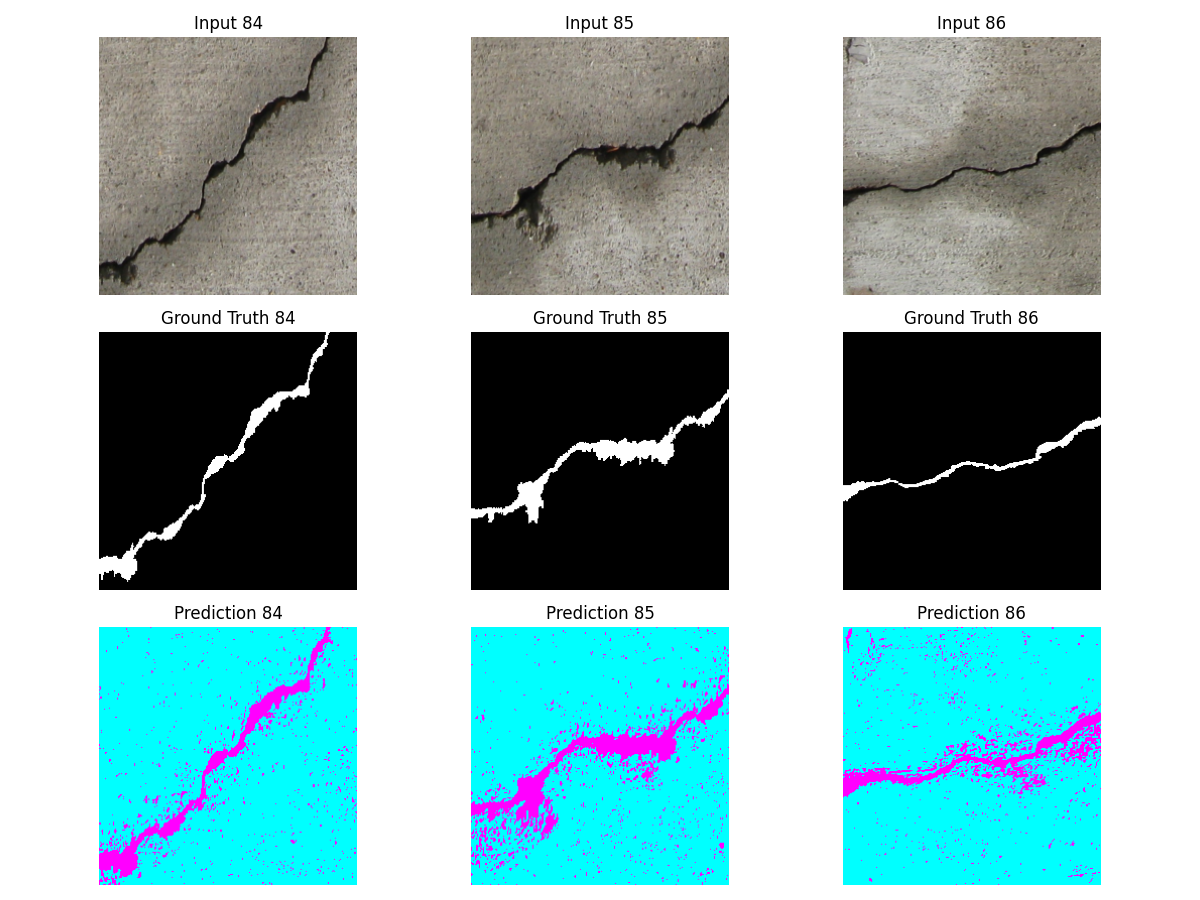 Input 84
Input 85
Input 86
Ground Truth 84
Ground Truth 85
Ground Truth 86
Prediction 84
Prediction 85
Prediction 86